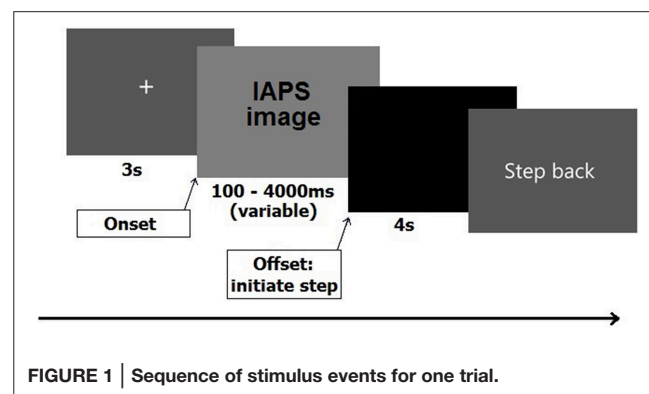 +
IAPS
image
Step back
3s
100 - 4000ms
(variable)
4s
Onset
Offset:
initiate step
FIGURE 1 | Sequence of stimulus events for one trial.